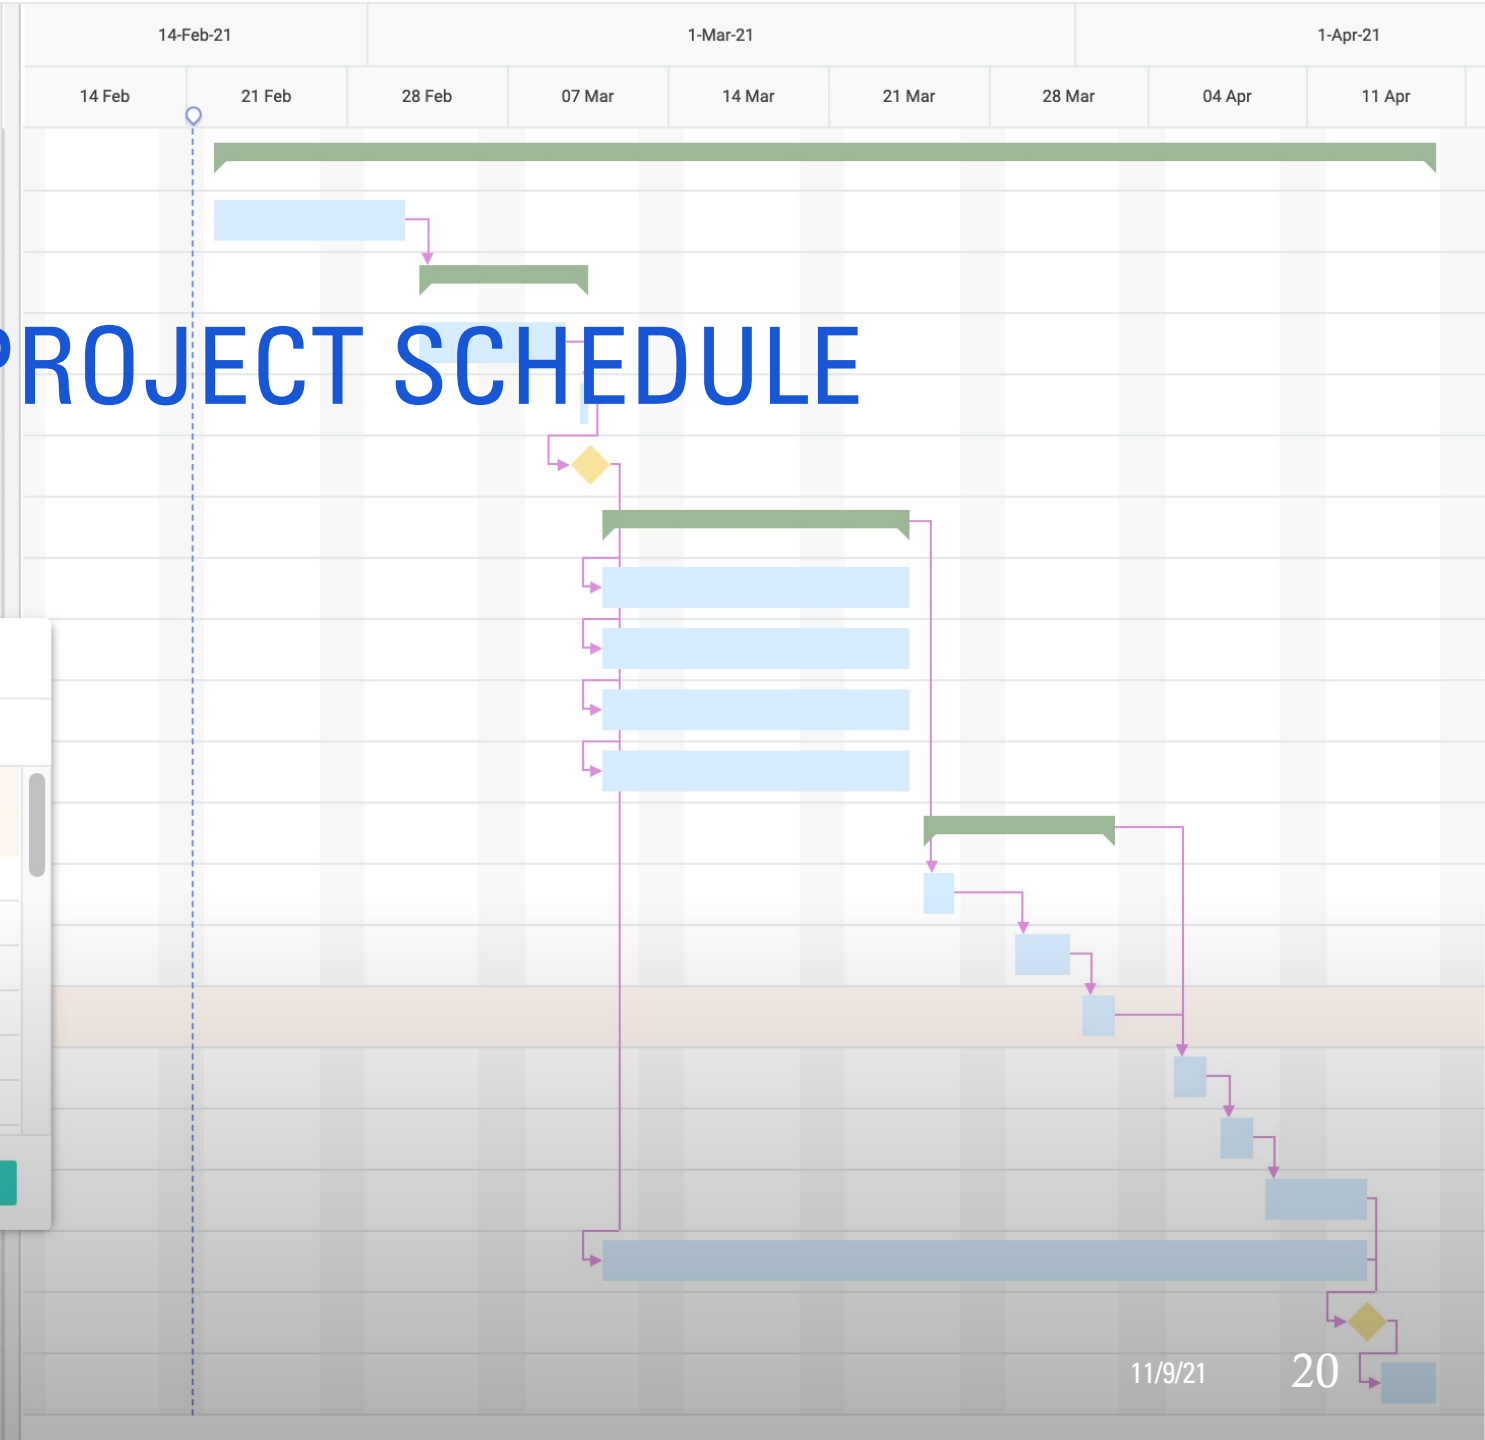 14-Feb-21 1-Mar-21 1-Apr-21
14 Feb 21 Feb 28 Feb 07 Mar 14 Mar 21 Mar 28 Mar 04 Apr 11 Apr
PROJECT SCHEDULE
11/9/21 20